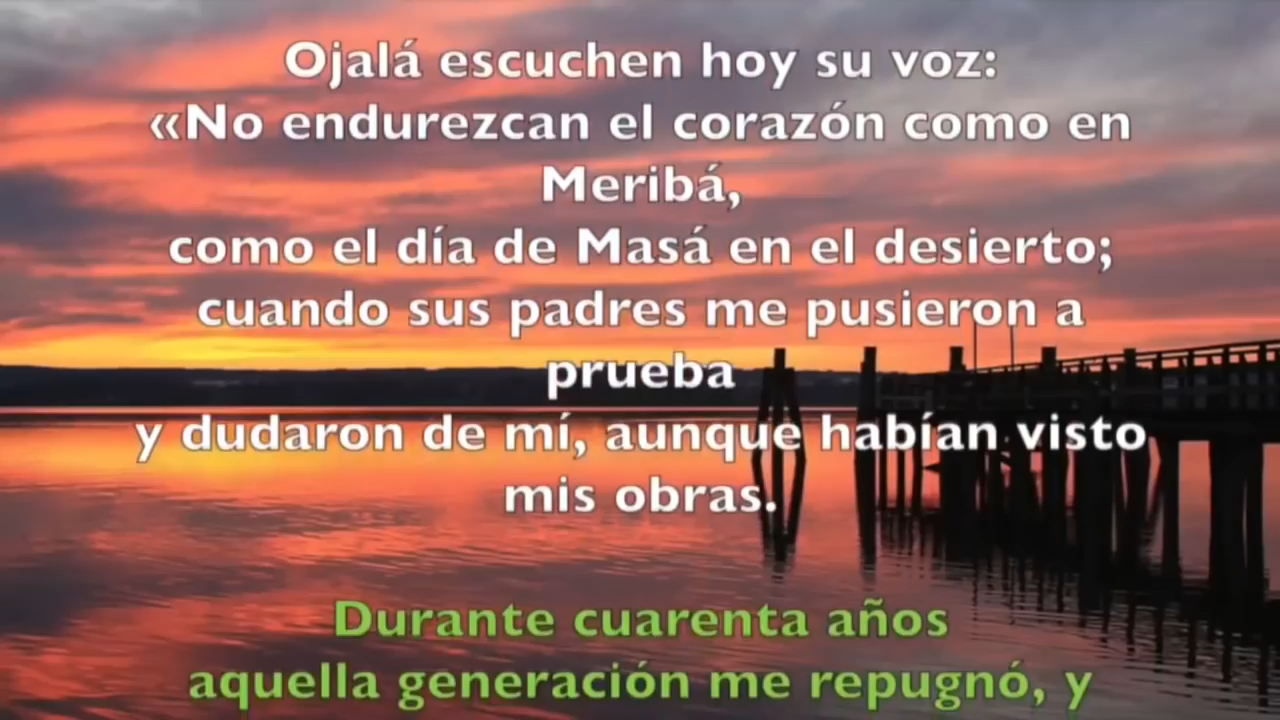 Ojalá escuchen hoy su voz:
«No endurezcan el corazón como en
Meribá,
como el día de Masá en el desierto;
cuando sus padres me pusieron a
prueba
y dudaron de mí, aunque habían visto
mis obras.
Durante cuarenta años
aquella generación me repugnó, y